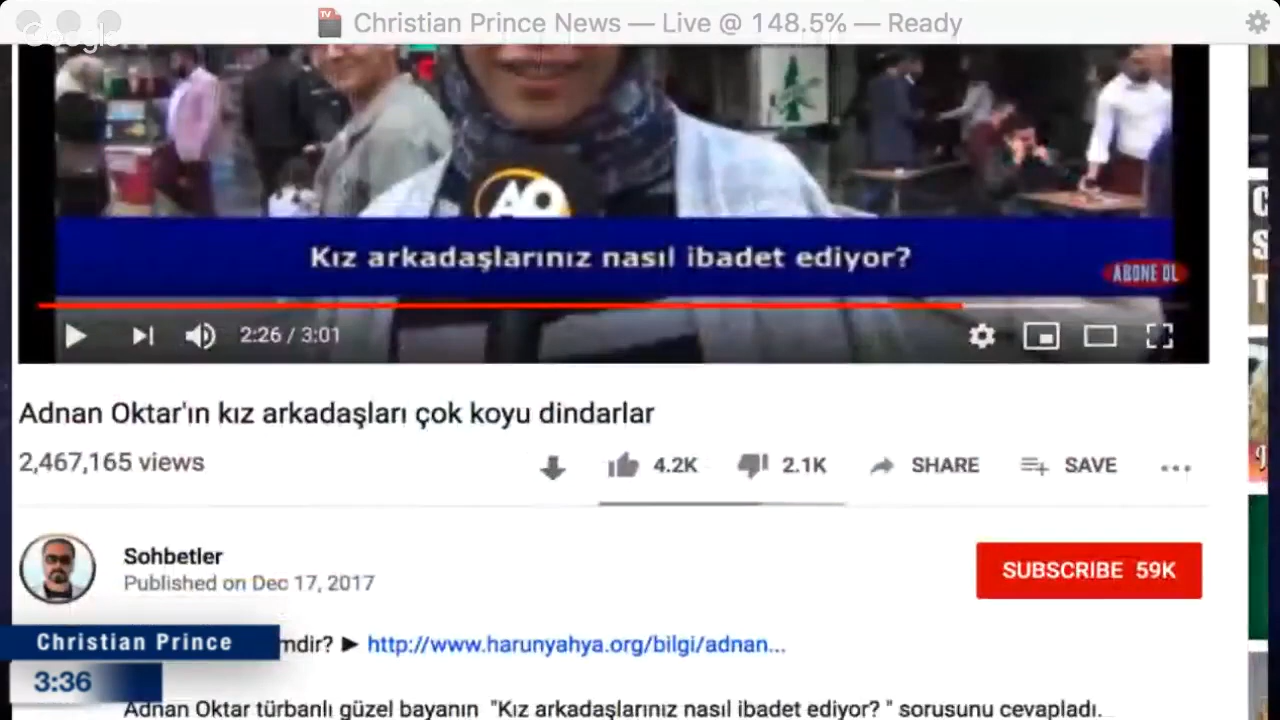 TV
Christian Prince News — Live @ 148.5% — Ready
Google
A9
Kız arkadaşlarınız nasıl ibadet ediyor?
ABONE OL
2:26 / 3:01
Adnan Oktar'ın kız arkadaşları çok koyu dindarlar
2,467,165 views
4.2K
2.1K
SHARE
SAVE
Sohbetler
Published on Dec 17, 2017
SUBSCRIBE 59K
Christian Prince
mdir? ► http://www.harunyahya.org/bilgi/adnan...
3:36
Adnan Oktar türbanlı güzel bayanın "Kız arkadaşlarınız nasıl ibadet ediyor? " sorusunu cevapladı.